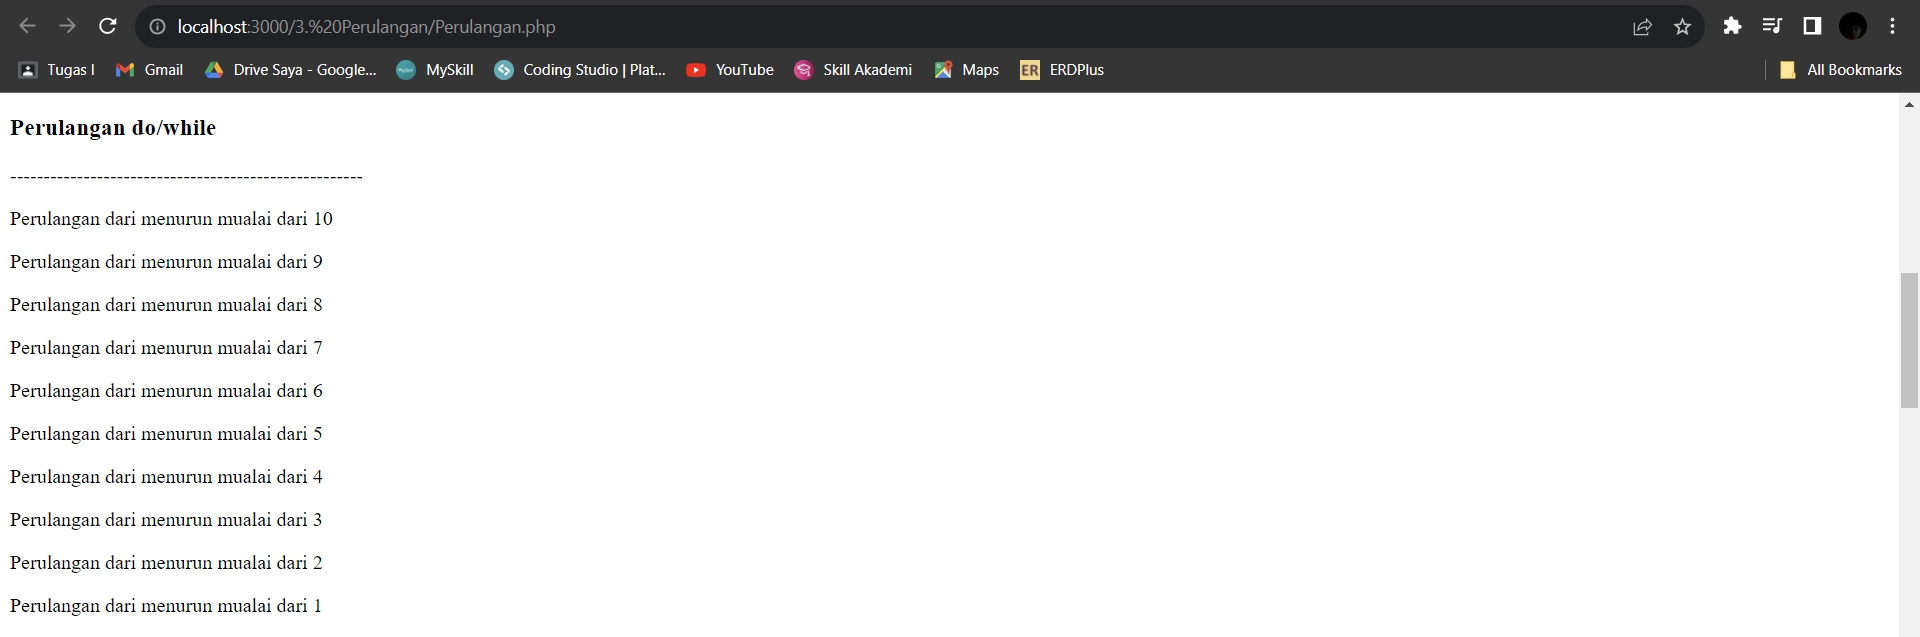 localhost:3000/3.%20Perulangan/Perulangan.php
Tugas I Gmail Drive Saya - Google... MySkill Coding Studio | Plat... YouTube Skill Akademi Maps ER ERDPlus All Bookmarks
Perulangan do/while
-----------------------------------------------------
Perulangan dari menurun mualai dari 10
Perulangan dari menurun mualai dari 9
Perulangan dari menurun mualai dari 8
Perulangan dari menurun mualai dari 7
Perulangan dari menurun mualai dari 6
Perulangan dari menurun mualai dari 5
Perulangan dari menurun mualai dari 4
Perulangan dari menurun mualai dari 3
Perulangan dari menurun mualai dari 2
Perulangan dari menurun mualai dari 1